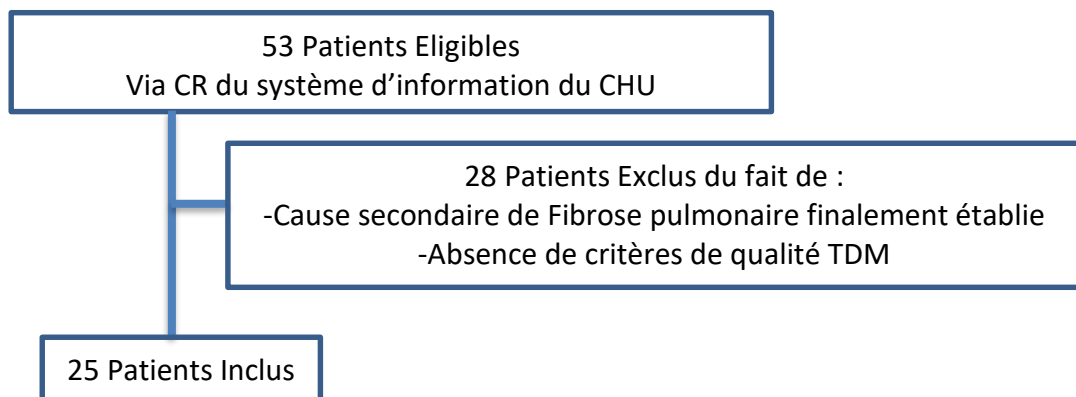 53 Patients Eligibles
Via CR du système d’information du CHU
28 Patients Exclus du fait de :
-Cause secondaire de Fibrose pulmonaire finalement établie
-Absence de critères de qualité TDM
25 Patients Inclus